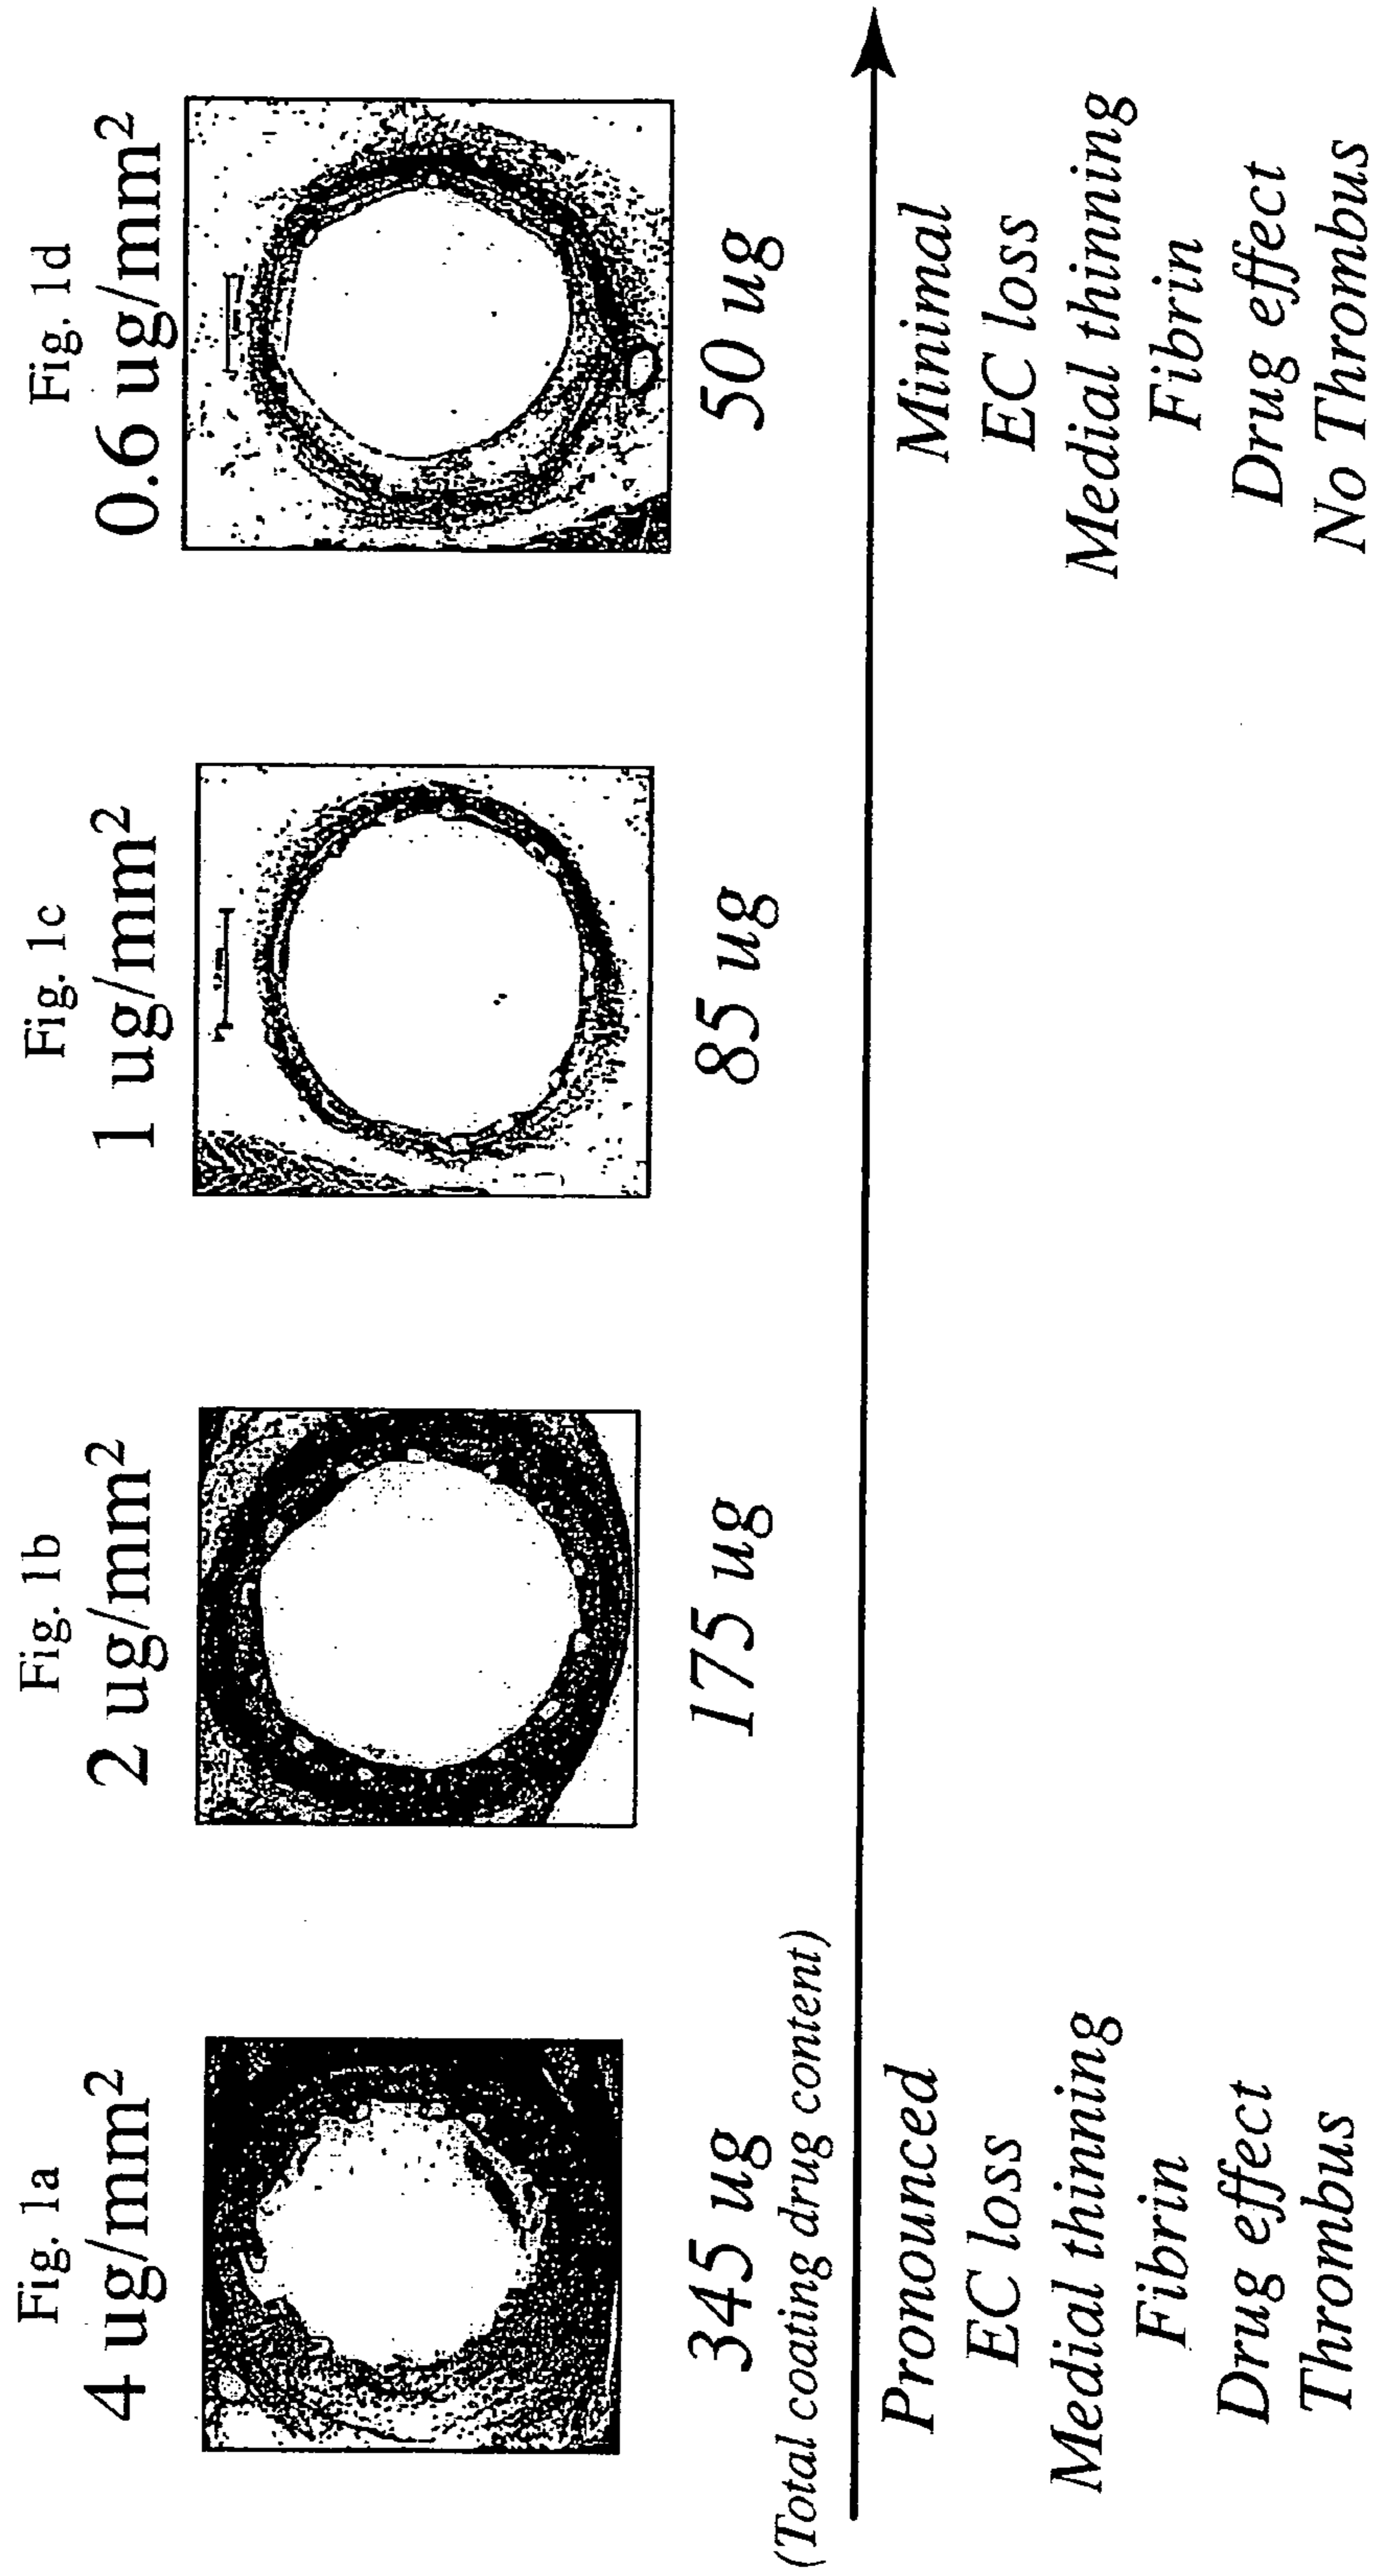 Fig. 1a
4 ug/mm²
345 ug
(Total coating drug content)
Fig. 1b
2 ug/mm²
175 ug
Fig. 1c
1 ug/mm²
85 ug
Fig. 1d
0.6 ug/mm²
50 ug
Pronounced
EC loss
Medial thinning
Fibrin
Drug effect
Thrombus
Minimal
EC loss
Medial thinning
Fibrin
Drug effect
No Thrombus